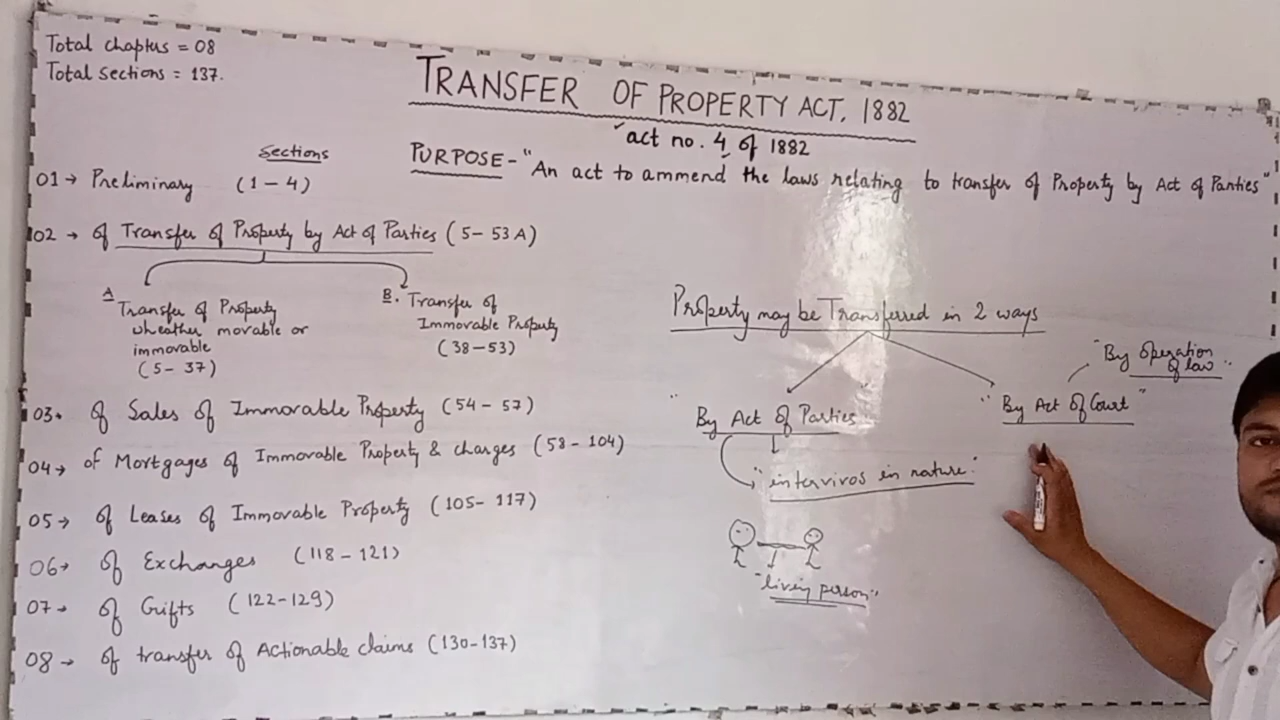 Total chapters = 08
Total sections = 137.
TRANSFER OF PROPERTY ACT, 1882
"act no. 4 of 1882
PURPOSE - "An act to ammend the laws relating to transfer of Property by Act of Parties"
Sections
01 → Preliminary (1 - 4)
02 → of Transfer of Property by Act of Parties (5 - 53A)
A Transfer of Property
wheather movable or
immovable
(5 - 37)
B. Transfer of
Immovable Property
(38 - 53)
03 → of Sales of Immovable Property (54 - 57)
04 → of Mortgages of Immovable Property & charges (58 - 104)
05 → of Leases of Immovable Property (105 - 117)
06 → of Exchanges (118 - 121)
07 → of Grifts (122 - 129)
08 → of transfer of Actionable claims (130 - 137)
Property may be Transferred in 2 ways
"By Act of Parties"
"intervivos in nature."
"living person"
"By operation
of law"
"By Act of Court"